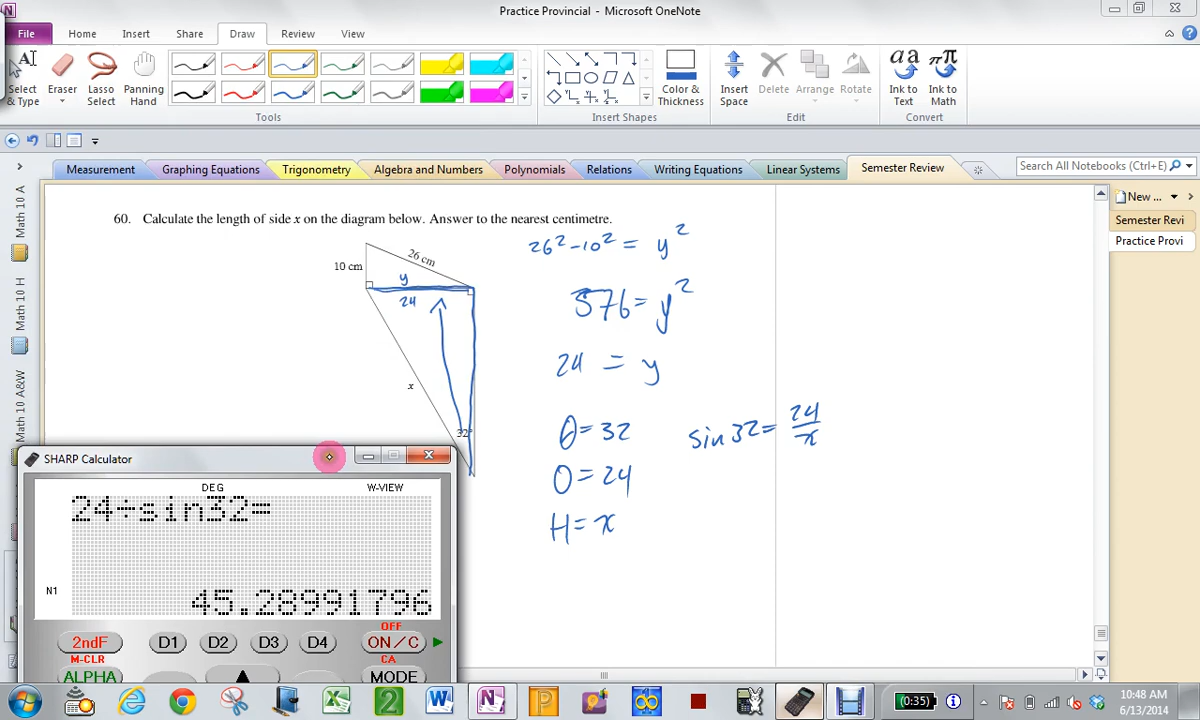 Practice Provincial - Microsoft OneNote
File Home Insert Share Draw Review View
Select & Type
Eraser
Lasso Select
Panning Hand
Color & Thickness
Insert Space
Delete
Arrange
Rotate
Ink to Text
Ink to Math
Tools
Insert Shapes
Edit
Convert
Measurement Graphing Equations Trigonometry Algebra and Numbers Polynomials Relations Writing Equations Linear Systems Semester Review
Search All Notebooks (Ctrl+E)
New ...
Semester Revi
Practice Provi
Math 10 A
Math 10 H
Math 10 A&W
60. Calculate the length of side x on the diagram below. Answer to the nearest centimetre.
26 cm
10 cm
y
24
x
32°
26² - 10² = y²
576 = y²
24 = y
θ = 32
sin 32 = 24/x
O = 24
H = x
SHARP Calculator
DEG W-VIEW
24÷sin32=
N1
45.28991796
OFF
2ndF D1 D2 D3 D4 ON/C
M-CLR CA
ALPHA MODE
(0:35)
10:48 AM
6/13/2014